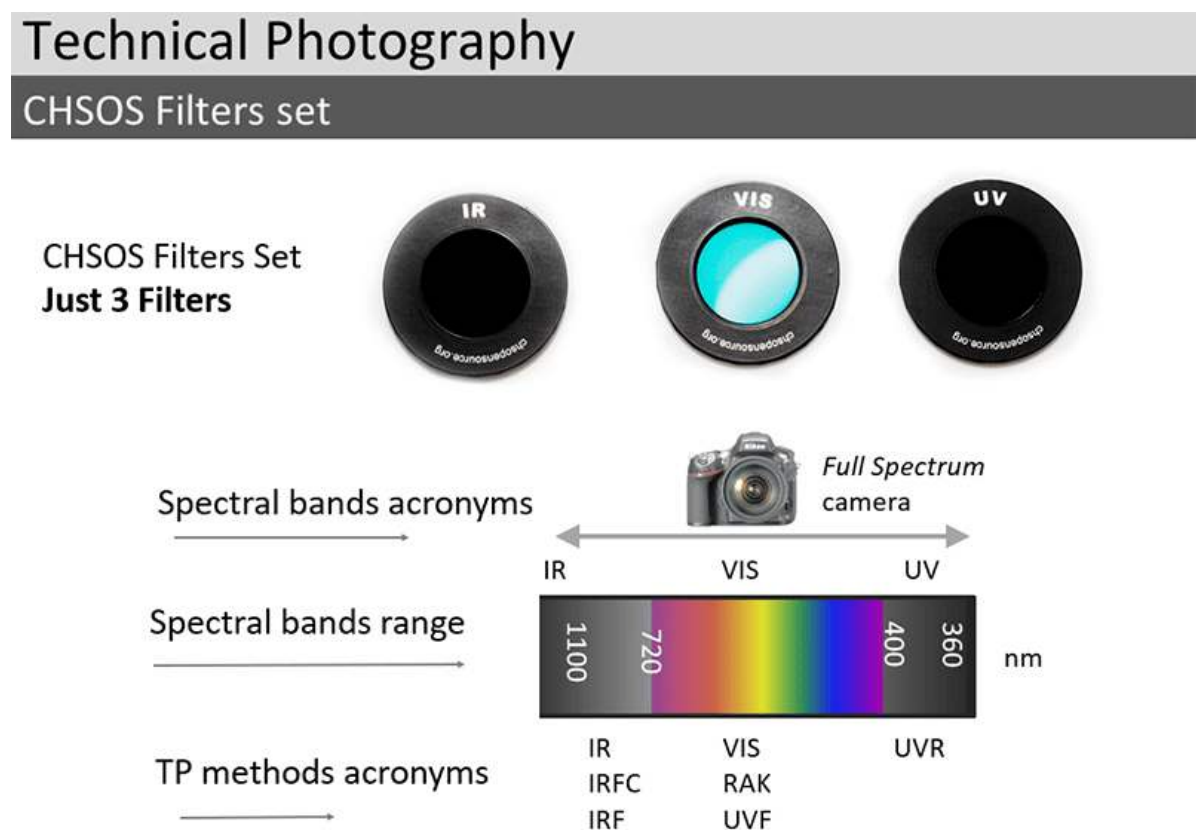 Technical Photography
CHSOS Filters set
IR
VIS
UV
CHSOS Filters Set
Just 3 Filters
chsopensource.org
chsopensource.org
chsopensource.org
Nikon
Full Spectrum
camera
Spectral bands acronyms
IR VIS UV
Spectral bands range
1100 720 400 360 nm
TP methods acronyms
IR VIS UVR
IRFC RAK
IRF UVF